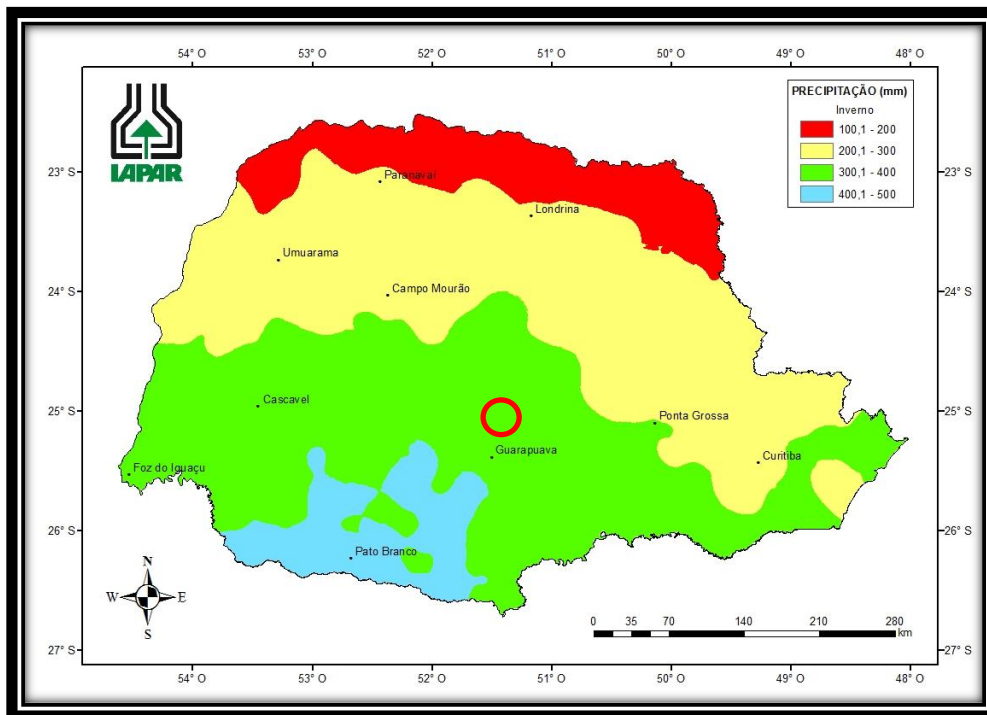 54° O 53° O 52° O 51° O 50° O 49° O 48° O
IAPAR
PRECIPITAÇÃO (mm)
Inverno
100,1 - 200
200,1 - 300
300,1 - 400
400,1 - 500
23° S 23° S
Paranavaí
Londrina
Umuarama
24° S 24° S
Campo Mourão
Cascavel
25° S 25° S
Ponta Grossa
Guarapuava
Curitiba
Foz do Iguaçu
26° S 26° S
Pato Branco
N
W E
S
0 35 70 140 210 280
km
27° S 27° S
54° O 53° O 52° O 51° O 50° O 49° O 48° O